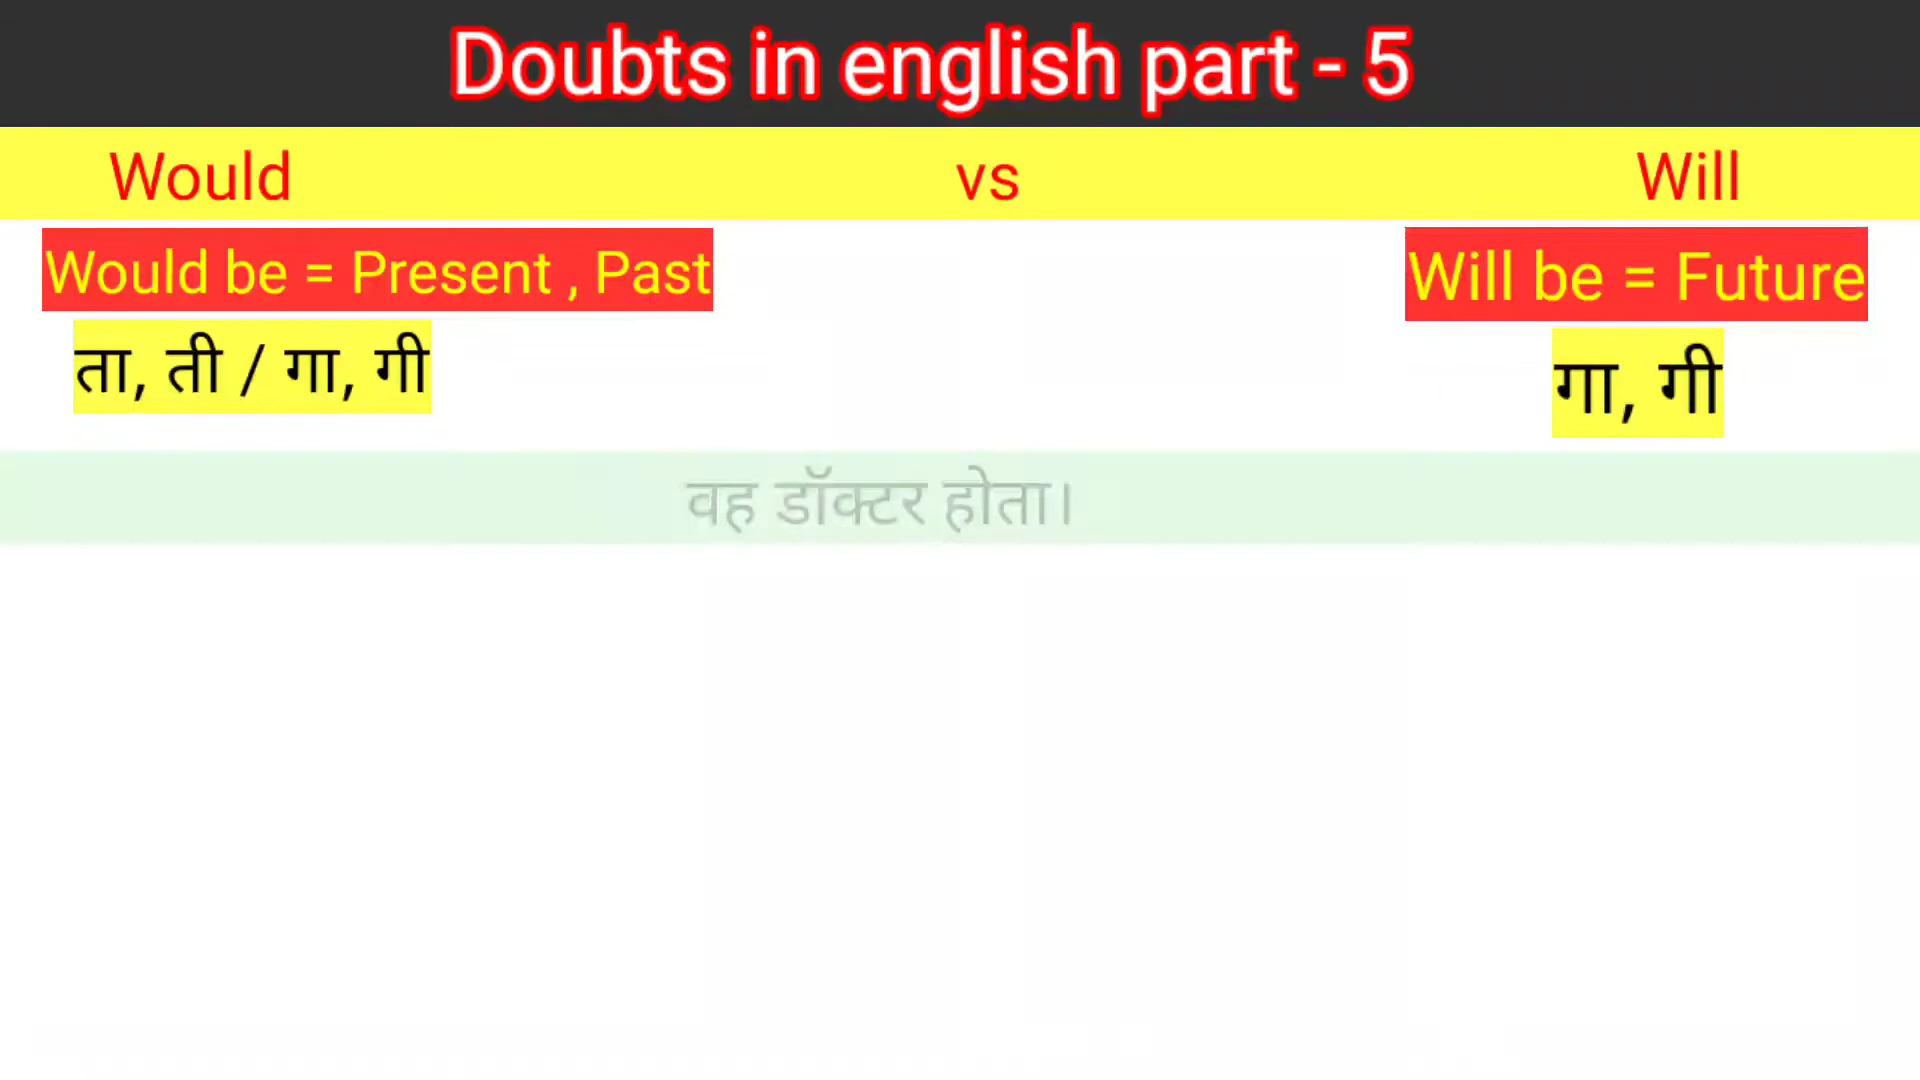 Doubts in english part - 5
Would vs Will
Would be = Present , Past
Will be = Future
ता, ती / गा, गी
गा, गी
वह डॉक्टर होता।